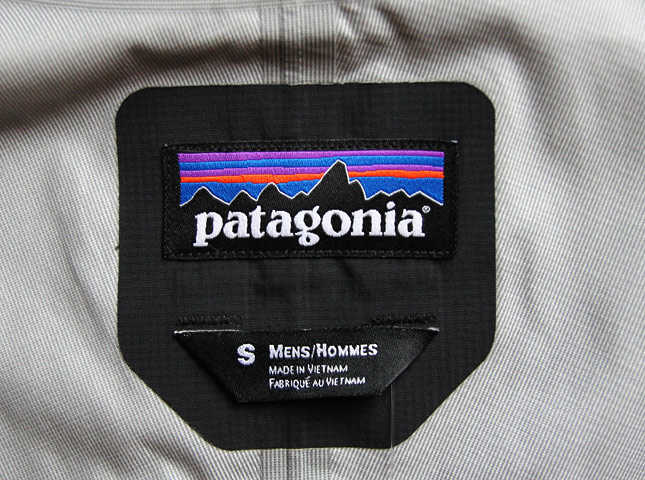 patagonia®
S MENS/HOMMES
MADE IN VIETNAM
FABRIQUÉ AU VIETNAM